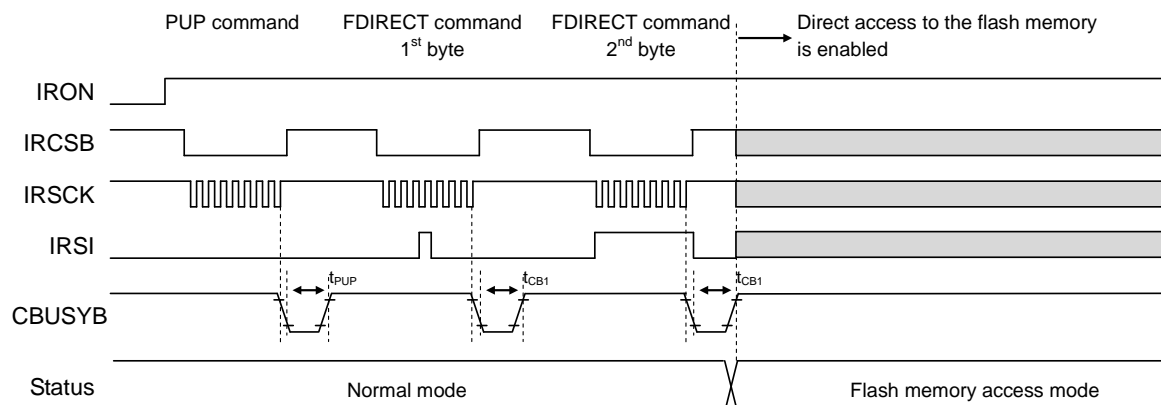 PUP command
FDIRECT command
1st byte
FDIRECT command
2nd byte
Direct access to the flash memory
is enabled
IRON
IRCSB
IRSCK
IRSI
tPUP
tCB1
tCB1
CBUSYB
Status
Normal mode
Flash memory access mode